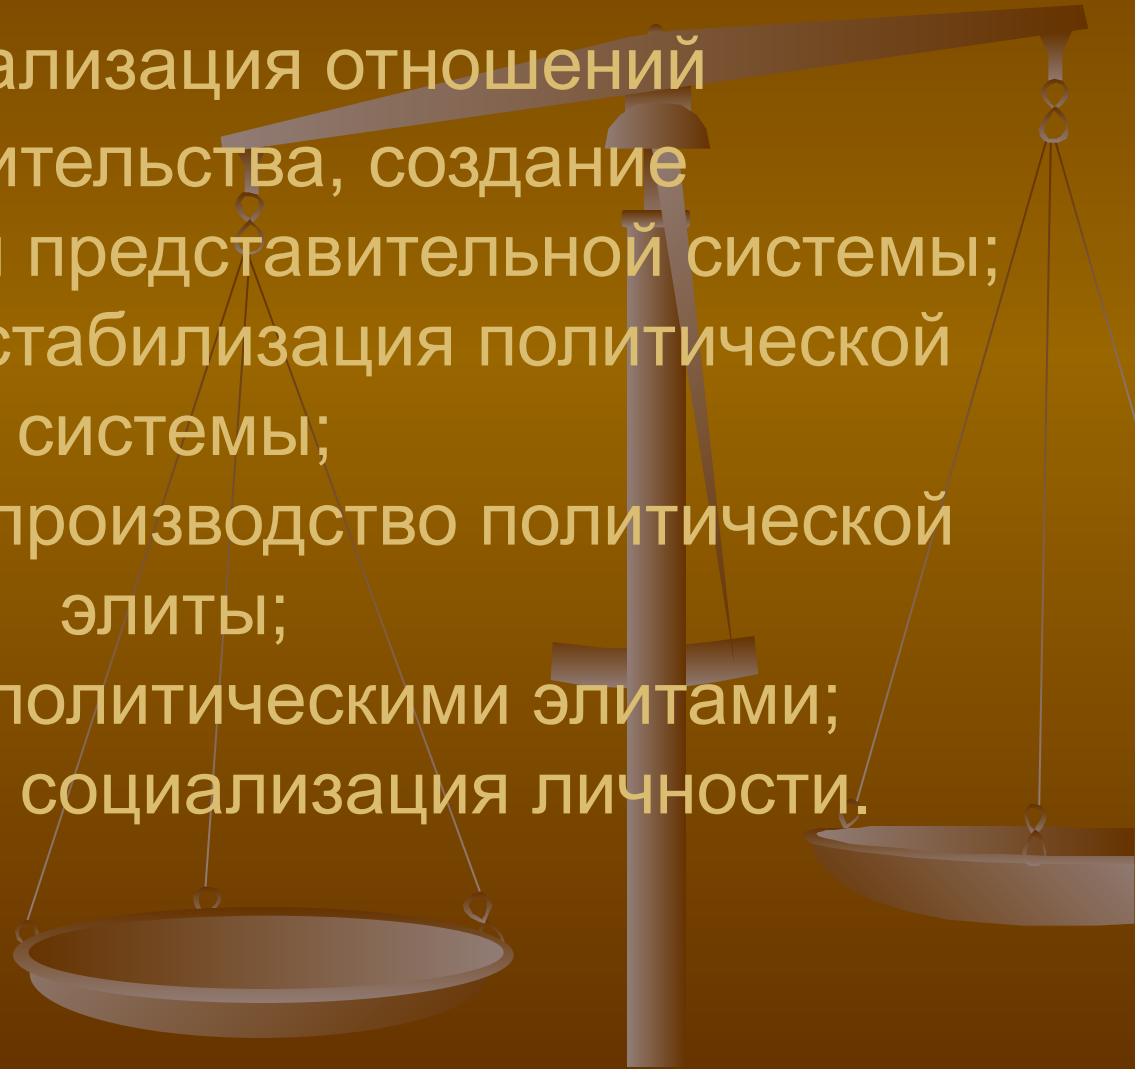 ализация отношений
ительства, создание
представительной системы;
стабилизация политической
системы;
производство политической
элиты;
политическими элитами;
социализация личности.